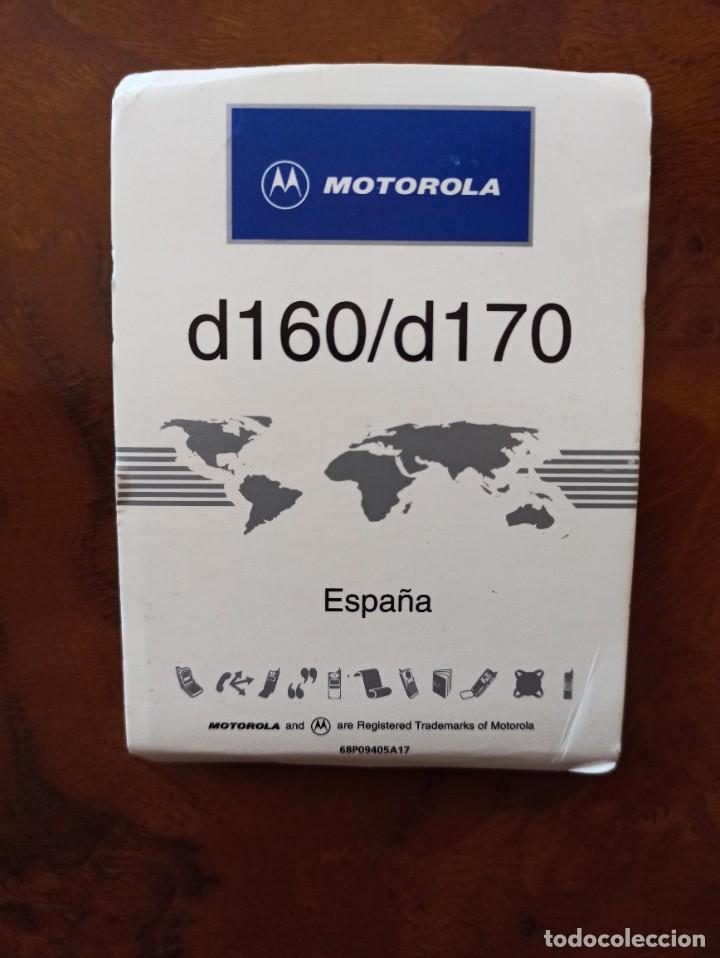 MOTOROLA
d160/d170
España
MOTOROLA and are Registered Trademarks of Motorola
68P09405A17
todocoleccion